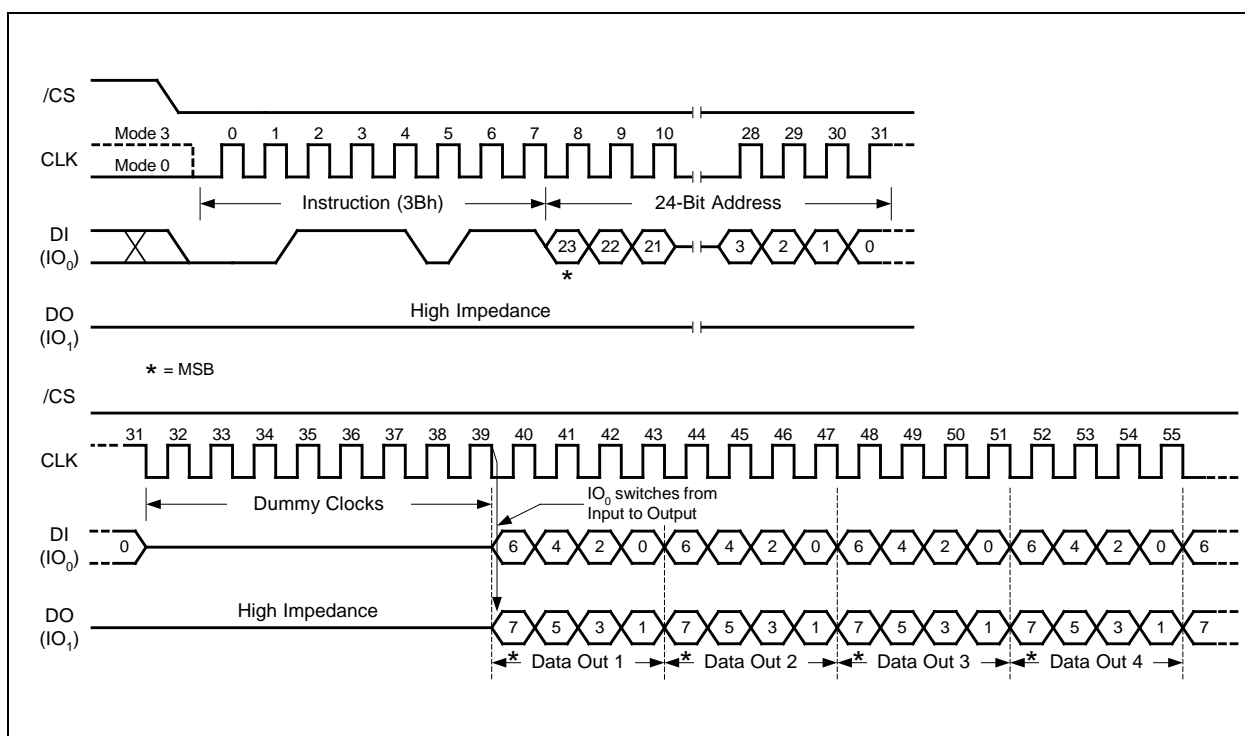 /CS
Mode 3
0 1 2 3 4 5 6 7 8 9 10 28 29 30 31
CLK
Mode 0
Instruction (3Bh) 24-Bit Address
DI
(IO0)
23 22 21 3 2 1 0
*
High Impedance
DO
(IO1)
* = MSB
/CS
31 32 33 34 35 36 37 38 39 40 41 42 43 44 45 46 47 48 49 50 51 52 53 54 55
CLK
Dummy Clocks
IO0 switches from
Input to Output
DI
(IO0)
0 6 4 2 0 6 4 2 0 6 4 2 0 6 4 2 0 6
High Impedance
DO
(IO1)
7 5 3 1 7 5 3 1 7 5 3 1 7 5 3 1 7
* Data Out 1 * Data Out 2 * Data Out 3 * Data Out 4